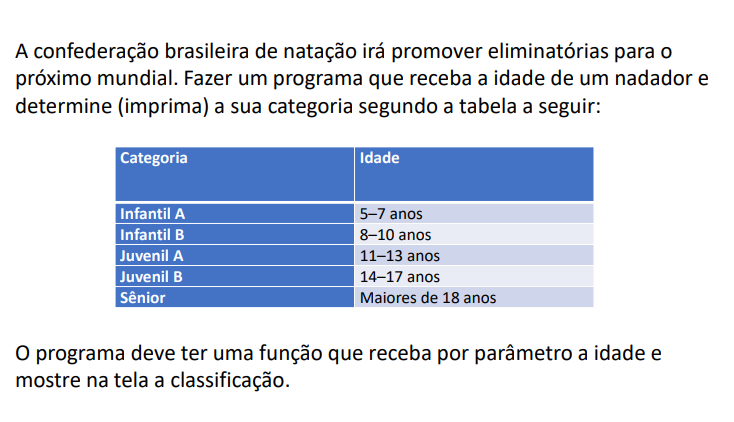 A confederação brasileira de natação irá promover eliminatórias para o
próximo mundial. Fazer um programa que receba a idade de um nadador e
determine (imprima) a sua categoria segundo a tabela a seguir:
Categoria Idade
Infantil A 5–7 anos
Infantil B 8–10 anos
Juvenil A 11–13 anos
Juvenil B 14–17 anos
Sênior Maiores de 18 anos
O programa deve ter uma função que receba por parâmetro a idade e
mostre na tela a classificação.